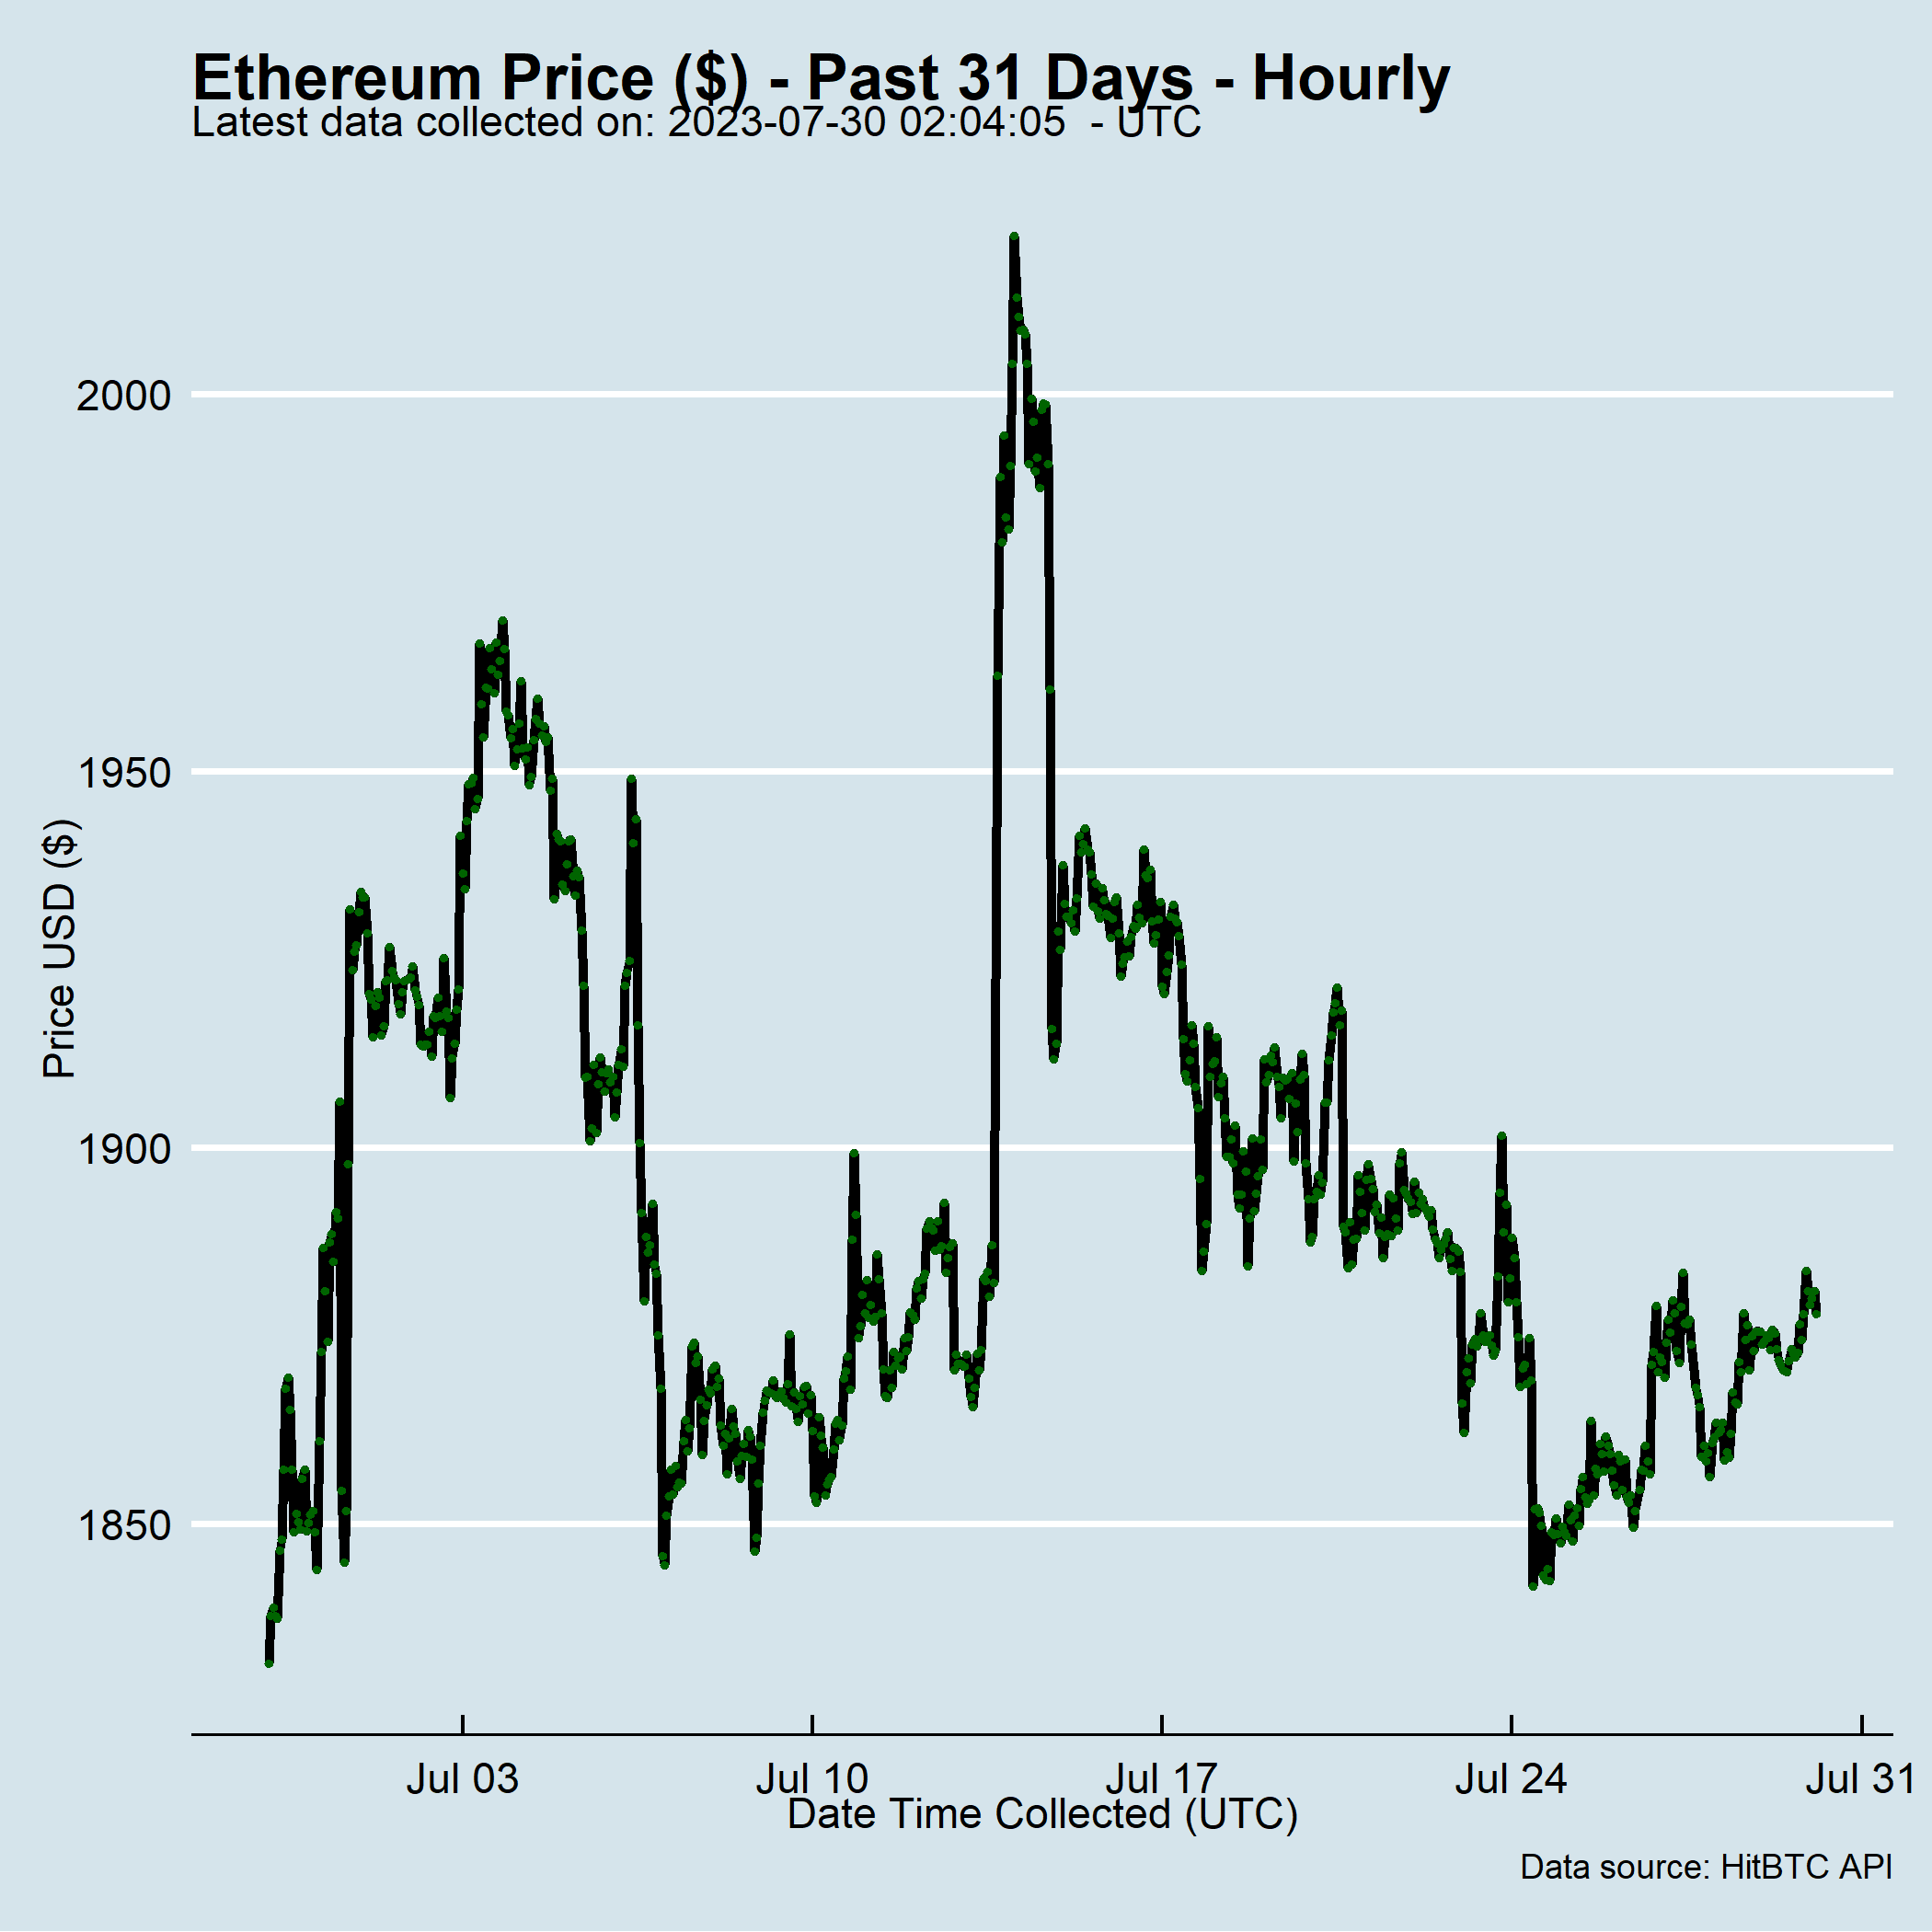 Ethereum Price ($) - Past 31 Days - Hourly
Latest data collected on: 2023-07-30 02:04:05  - UTC
2000
1950
1900
1850
Price USD ($)
Jul 03
Jul 10
Jul 17
Jul 24
Jul 31
Date Time Collected (UTC)
Data source: HitBTC API